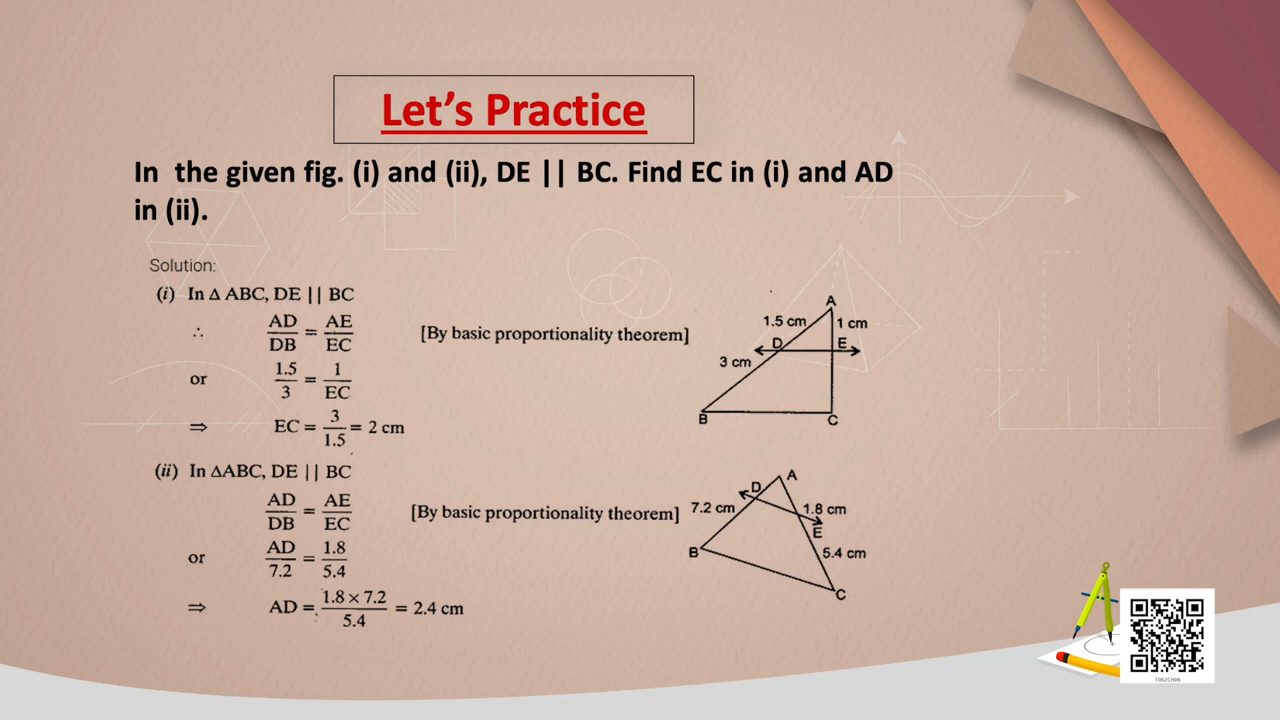 Let's Practice
In the given fig. (i) and (ii), DE || BC. Find EC in (i) and AD
in (ii).
Solution:
(i) In Δ ABC, DE || BC
∴ AD/DB = AE/EC [By basic proportionality theorem]
or 1.5/3 = 1/EC
⇒ EC = 3/1.5 = 2 cm
A
1.5 cm
1 cm
D
E
3 cm
B
C
(ii) In ΔABC, DE || BC
AD/DB = AE/EC [By basic proportionality theorem]
or AD/7.2 = 1.8/5.4
⇒ AD = 1.8 × 7.2/5.4 = 2.4 cm
A
D
7.2 cm
1.8 cm
E
B
5.4 cm
C
1062CH06